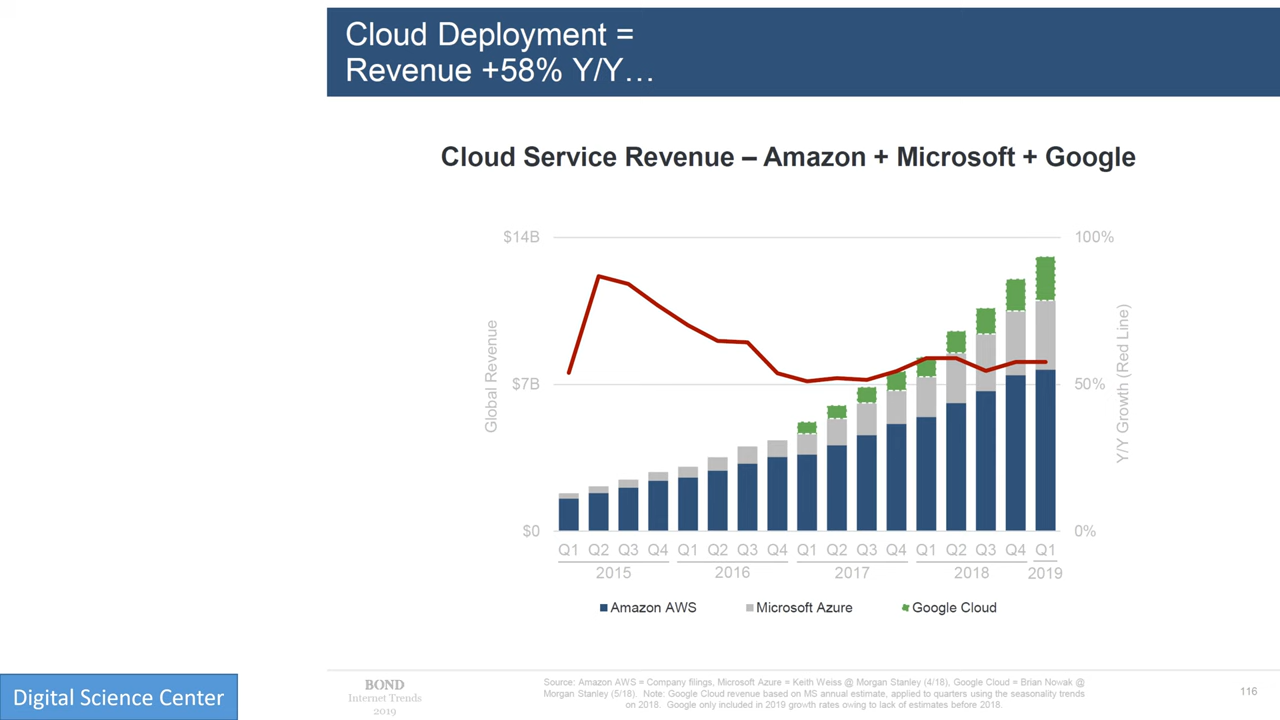 Cloud Deployment =
Revenue +58% Y/Y…
Cloud Service Revenue – Amazon + Microsoft + Google
$14B
100%
Global Revenue
$7B
50%
Y/Y Growth (Red Line)
$0
0%
Q1 Q2 Q3 Q4 Q1 Q2 Q3 Q4 Q1 Q2 Q3 Q4 Q1 Q2 Q3 Q4 Q1
2015 2016 2017 2018 2019
Amazon AWS Microsoft Azure Google Cloud
Digital Science Center
BOND
Internet Trends
2019
Source: Amazon AWS = Company filings, Microsoft Azure = Keith Weiss @ Morgan Stanley (4/18), Google Cloud = Brian Nowak @
Morgan Stanley (5/18). Note: Google Cloud revenue based on MS annual estimate, applied to quarters using the seasonality trends
on 2018. Google only included in 2019 growth rates owing to lack of estimates before 2018.
116